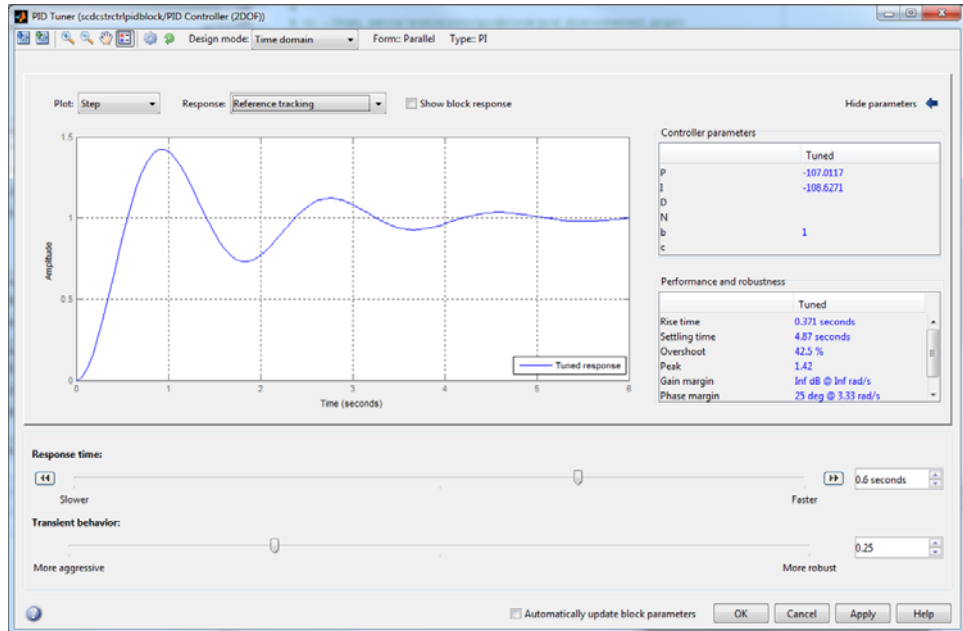 PID Tuner (scdcstrctrlpidblock/PID Controller (2DOF))
Design mode: Time domain Form:: Parallel Type:: PI
Plot: Step Response: Reference tracking Show block response Hide parameters
1.5
1
0.5
0
Amplitude
0 1 2 3 4 5 6
Time (seconds)
Tuned response
Controller parameters
Tuned
P -107.0117
I -108.6271
D
N
b 1
c
Performance and robustness
Tuned
Rise time 0.371 seconds
Settling time 4.87 seconds
Overshoot 42.5 %
Peak 1.42
Gain margin Inf dB @ Inf rad/s
Phase margin 25 deg @ 3.33 rad/s
Response time:
0.6 seconds
Slower Faster
Transient behavior:
0.25
More aggressive More robust
Automatically update block parameters OK Cancel Apply Help